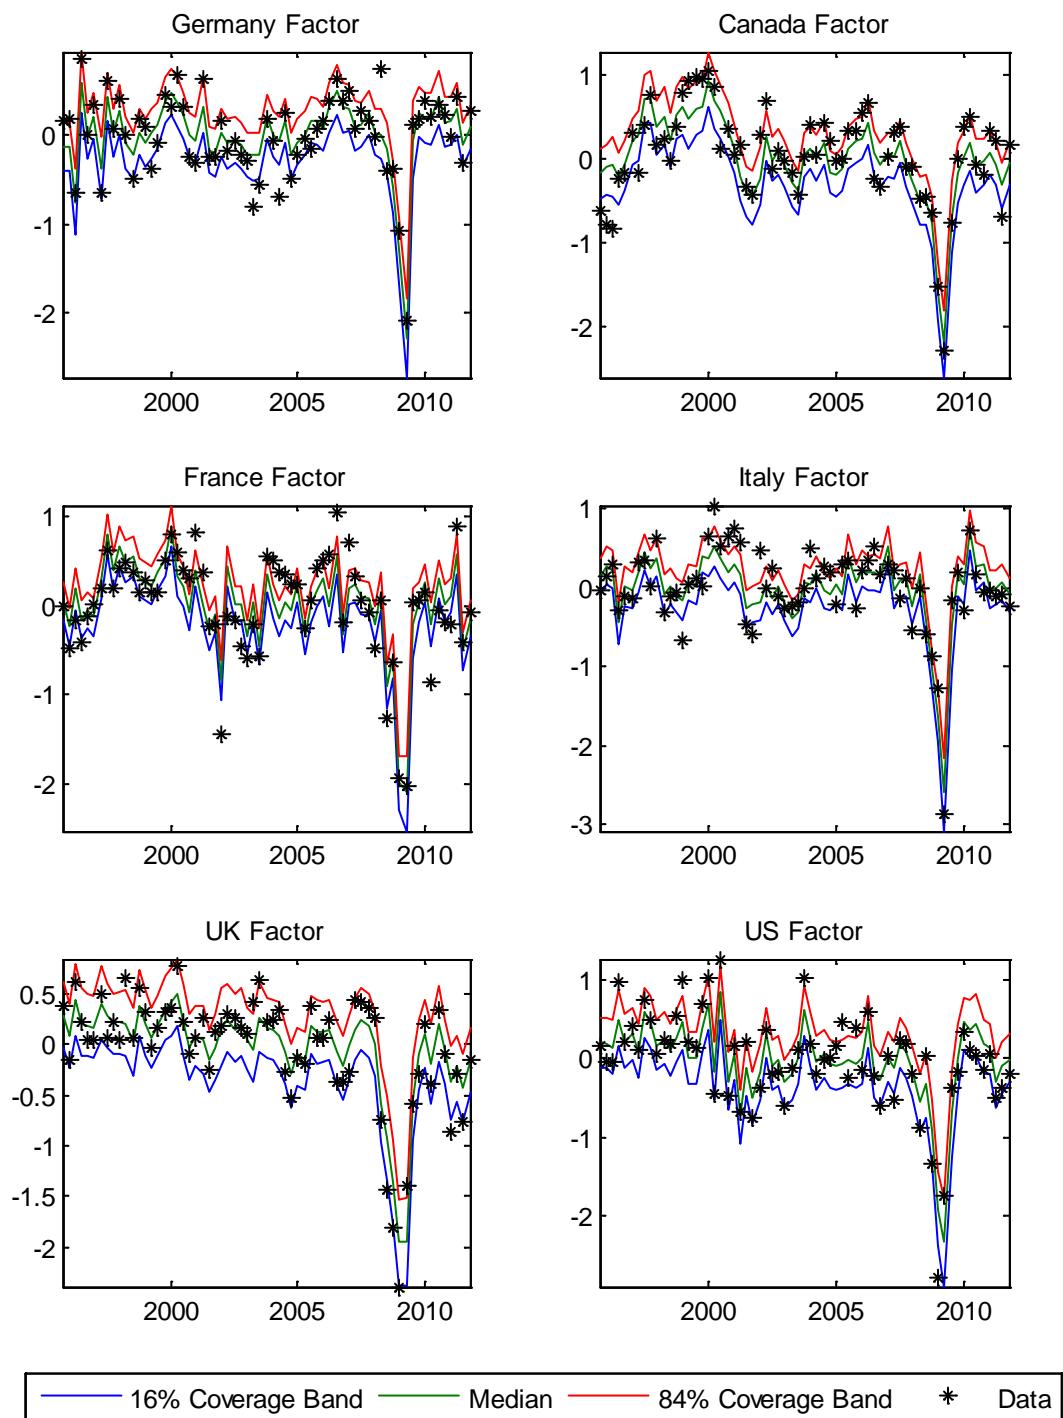 Germany Factor
0
-1
-2
2000 2005 2010
Canada Factor
1
0
-1
-2
2000 2005 2010
France Factor
1
0
-1
-2
2000 2005 2010
Italy Factor
1
0
-1
-2
-3
2000 2005 2010
UK Factor
0.5
0
-0.5
-1
-1.5
-2
2000 2005 2010
US Factor
1
0
-1
-2
2000 2005 2010
16% Coverage Band Median 84% Coverage Band Data